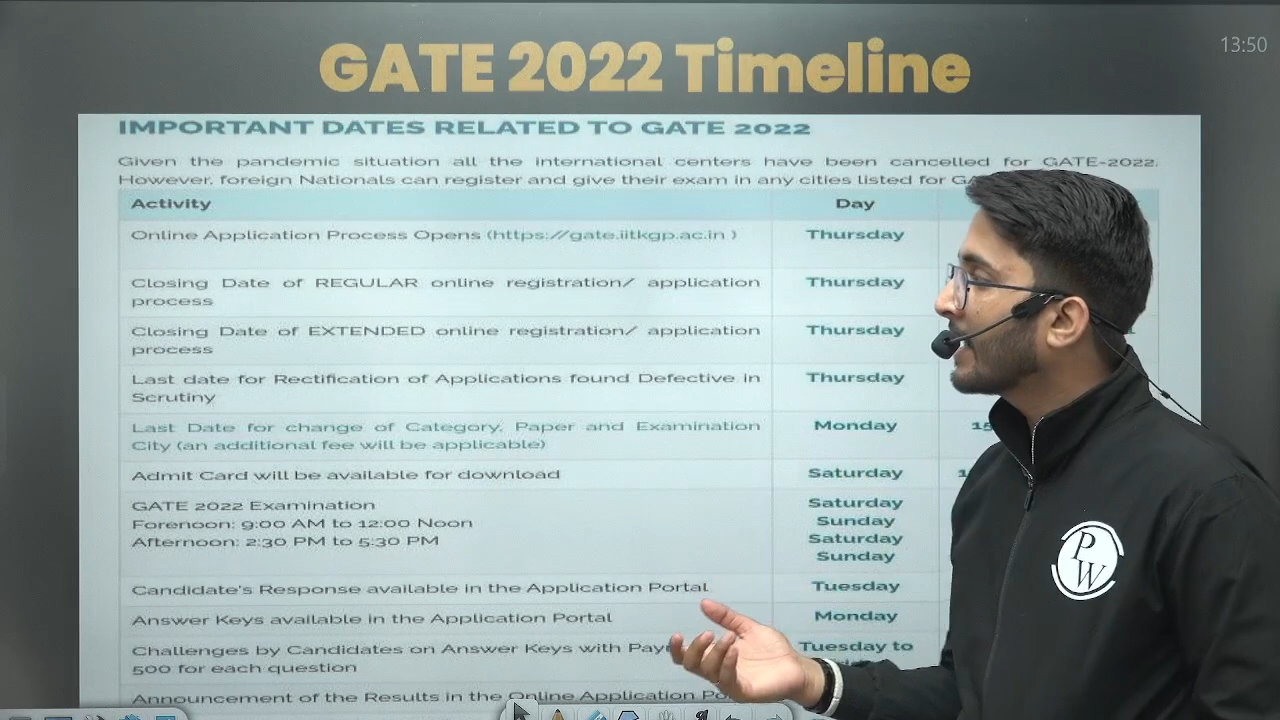 GATE 2022 Timeline
13:50
IMPORTANT DATES RELATED TO GATE 2022
Given the pandemic situation all the international centers have been cancelled for GATE-2022.
However, foreign Nationals can register and give their exam in any cities listed for
Activity Day
Online Application Process Opens (https://gate.iitkgp.ac.in ) Thursday
Closing Date of REGULAR online registration/ application Thursday
process
Closing Date of EXTENDED online registration/ application Thursday
process
Last date for Rectification of Applications found Defective in Thursday
Scrutiny
Last Date for change of Category, Paper and Examination Monday
City (an additional fee will be applicable)
Admit Card will be available for download Saturday
GATE 2022 Examination Saturday
Forenoon: 9:00 AM to 12:00 Noon Sunday
Afternoon: 2:30 PM to 5:30 PM Saturday
Sunday
Candidate's Response available in the Application Portal Tuesday
Answer Keys available in the Application Portal Monday
Challenges by Candidates on Answer Keys with Tuesday to
500 for each question
Announcement of the Results in the Online Application
P
W